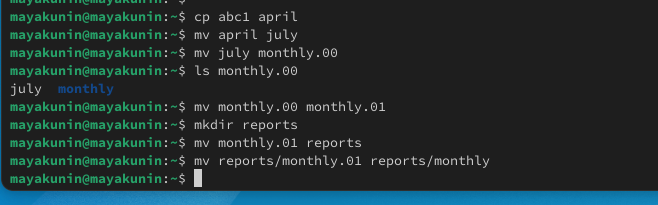 mayakunin@mayakunin:~$ cp abc1 april
mayakunin@mayakunin:~$ mv april july
mayakunin@mayakunin:~$ mv july monthly.00
mayakunin@mayakunin:~$ ls monthly.00
july  monthly
mayakunin@mayakunin:~$ mv monthly.00 monthly.01
mayakunin@mayakunin:~$ mkdir reports
mayakunin@mayakunin:~$ mv monthly.01 reports
mayakunin@mayakunin:~$ mv reports/monthly.01 reports/monthly
mayakunin@mayakunin:~$